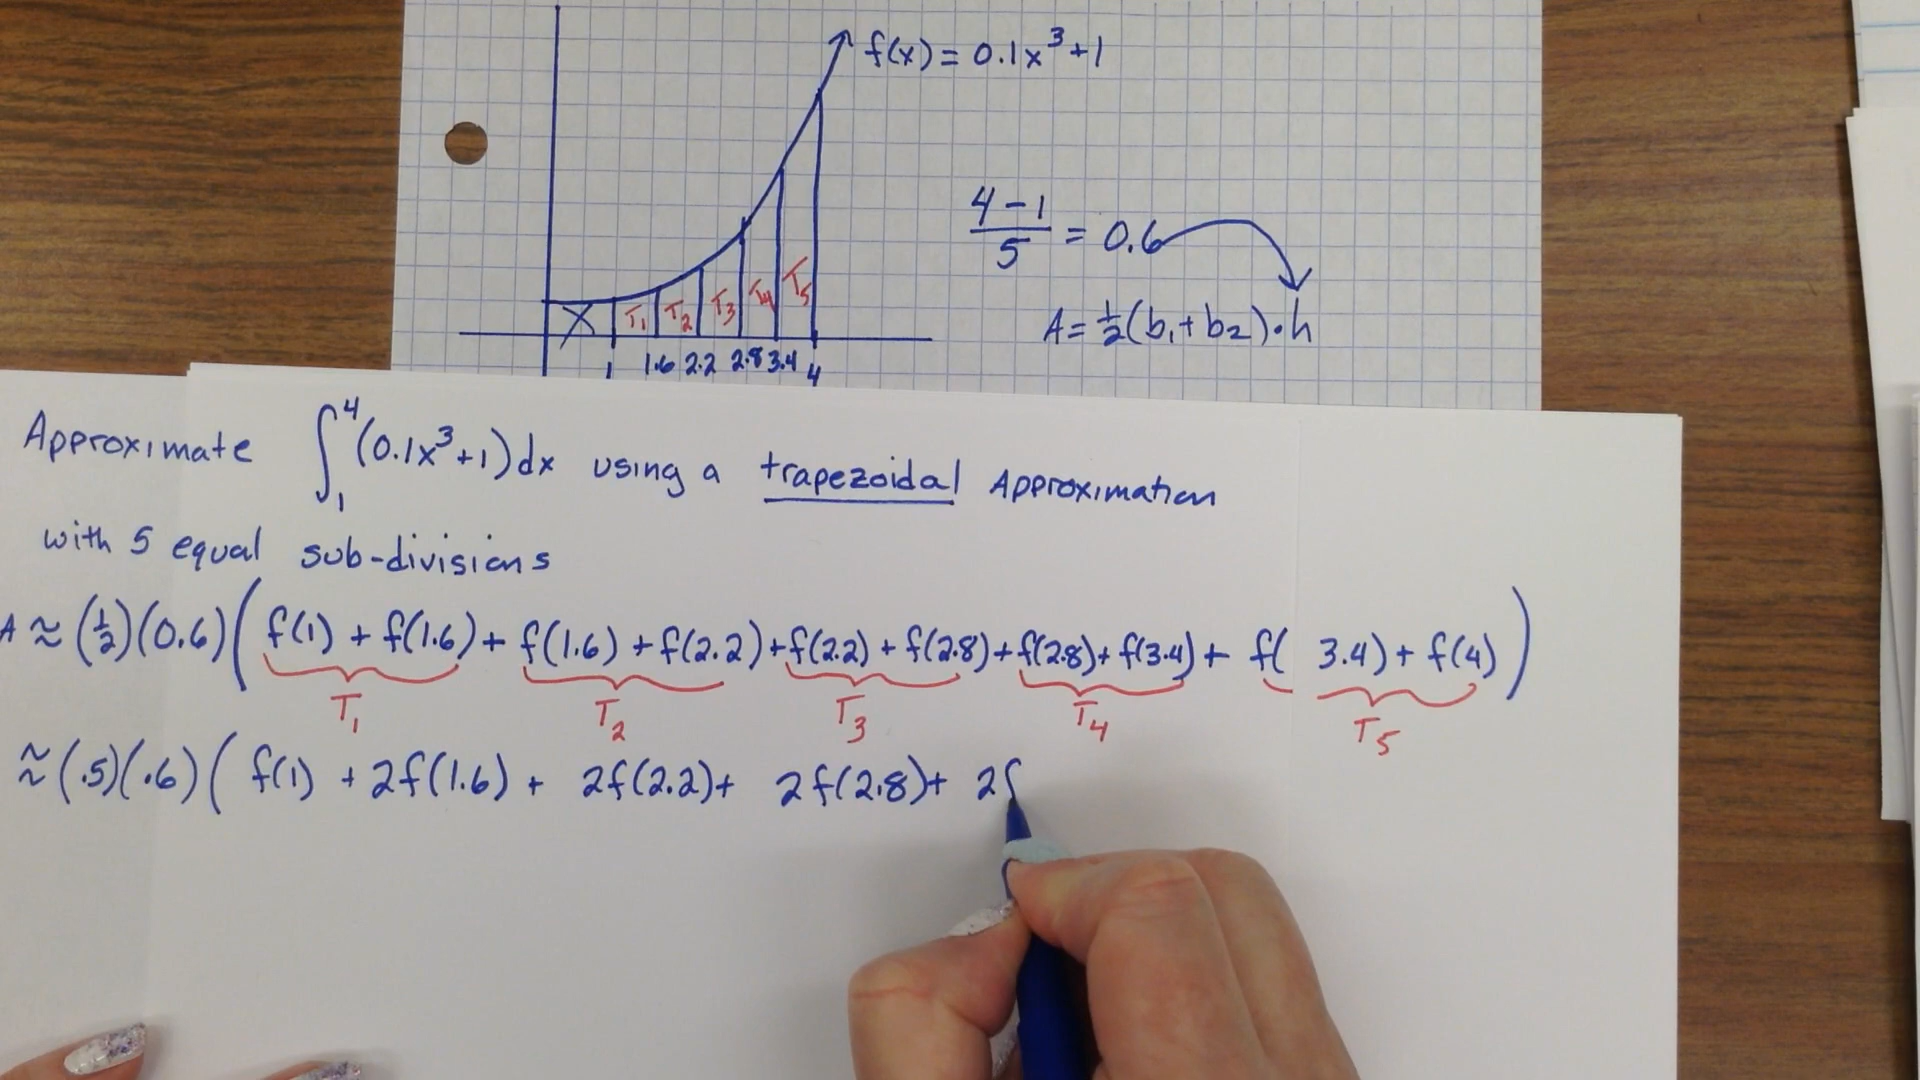 f(x) = 0.1x³+1
4-1/5 = 0.6
A = ½(b₁+b₂)•h
X T₁ T₂ T₃ T₄ T₅
1 1.6 2.2 2.8 3.4 4
Approximate ∫₁⁴(0.1x³+1)dx using a trapezoidal Approximation
with 5 equal sub-divisions
A ≈ (½)(0.6)(f(1) + f(1.6) + f(1.6) + f(2.2) + f(2.2) + f(2.8) + f(2.8) + f(3.4) + f( 3.4) + f(4))
T₁ T₂ T₃ T₄ T₅
≈ (.5)(.6)( f(1) + 2f(1.6) + 2f(2.2) + 2f(2.8) + 2f